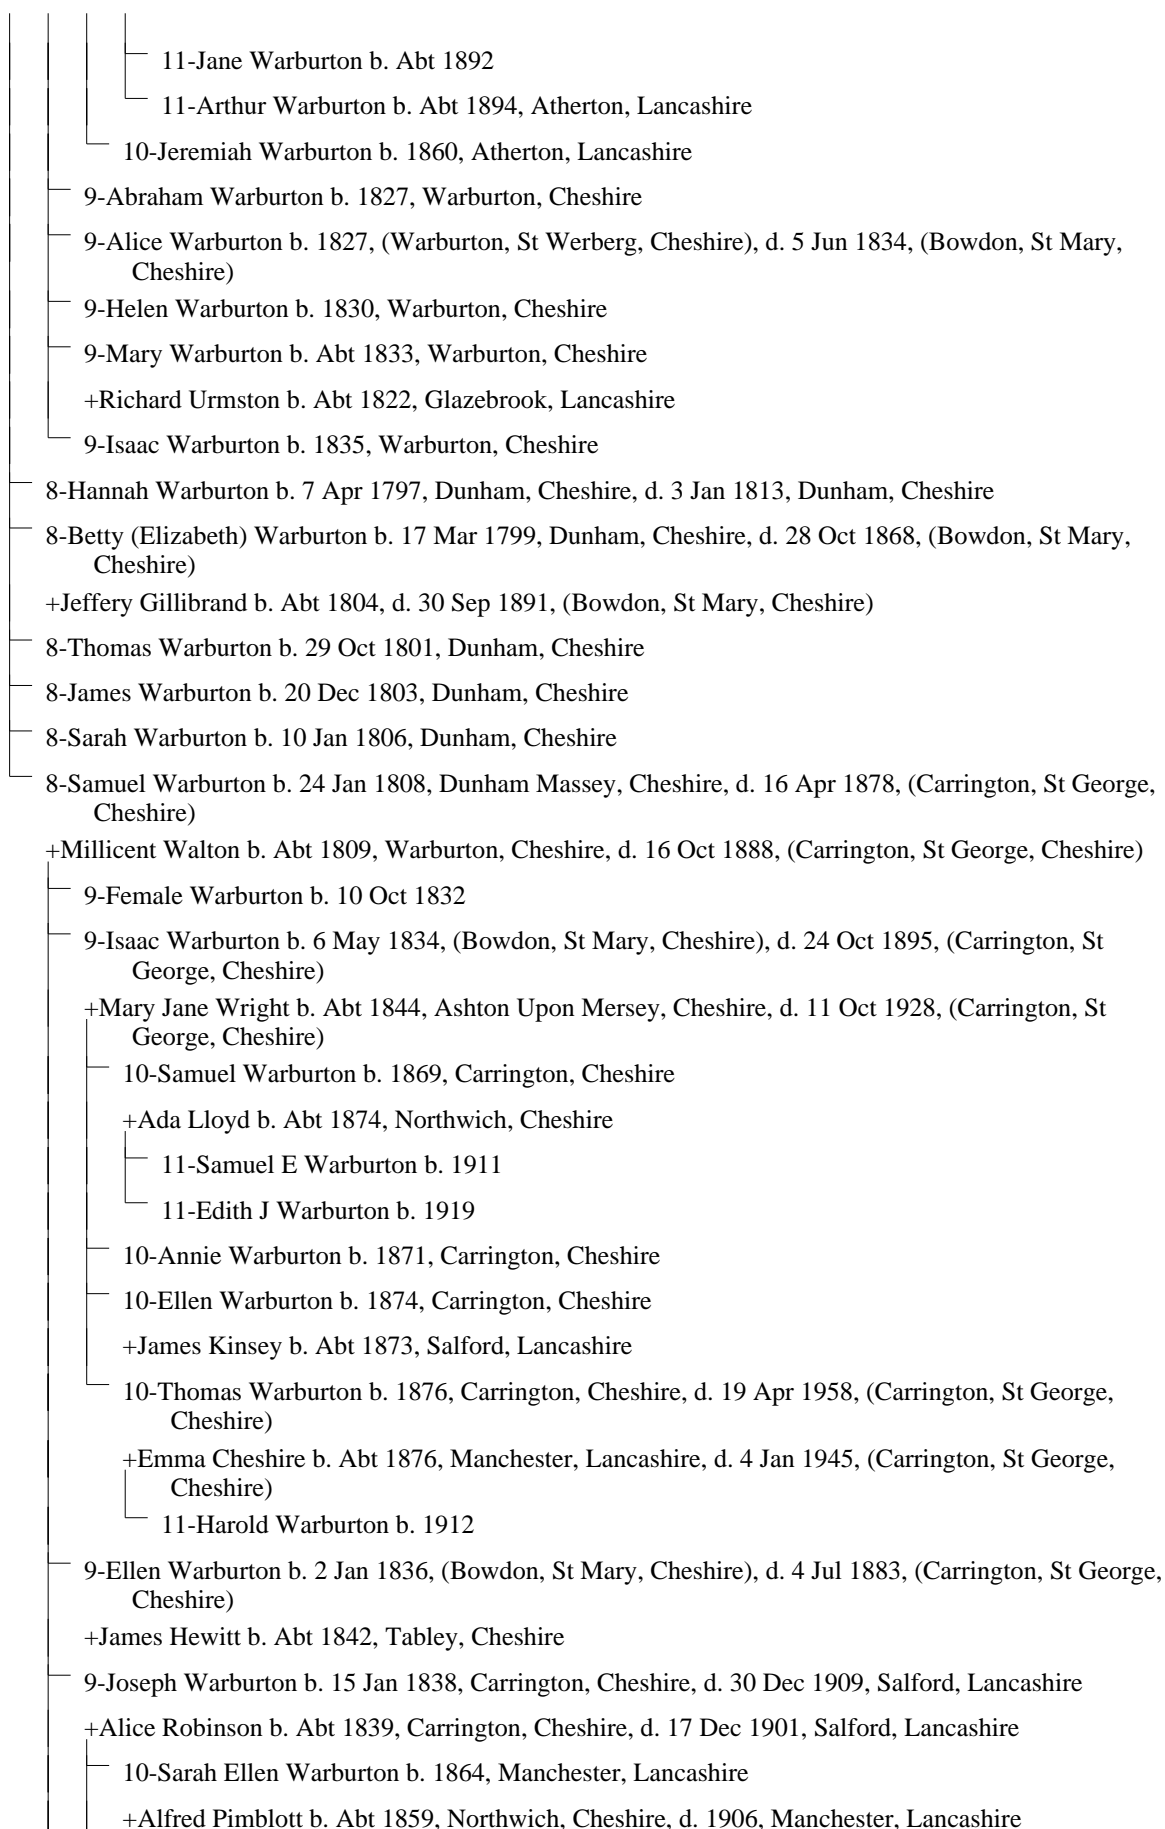 11-Jane Warburton b. Abt 1892
11-Arthur Warburton b. Abt 1894, Atherton, Lancashire
10-Jeremiah Warburton b. 1860, Atherton, Lancashire
9-Abraham Warburton b. 1827, Warburton, Cheshire
9-Alice Warburton b. 1827, (Warburton, St Werberg, Cheshire), d. 5 Jun 1834, (Bowdon, St Mary,
Cheshire)
9-Helen Warburton b. 1830, Warburton, Cheshire
9-Mary Warburton b. Abt 1833, Warburton, Cheshire
+Richard Urmston b. Abt 1822, Glazebrook, Lancashire
9-Isaac Warburton b. 1835, Warburton, Cheshire
8-Hannah Warburton b. 7 Apr 1797, Dunham, Cheshire, d. 3 Jan 1813, Dunham, Cheshire
8-Betty (Elizabeth) Warburton b. 17 Mar 1799, Dunham, Cheshire, d. 28 Oct 1868, (Bowdon, St Mary,
Cheshire)
+Jeffery Gillibrand b. Abt 1804, d. 30 Sep 1891, (Bowdon, St Mary, Cheshire)
8-Thomas Warburton b. 29 Oct 1801, Dunham, Cheshire
8-James Warburton b. 20 Dec 1803, Dunham, Cheshire
8-Sarah Warburton b. 10 Jan 1806, Dunham, Cheshire
8-Samuel Warburton b. 24 Jan 1808, Dunham Massey, Cheshire, d. 16 Apr 1878, (Carrington, St George,
Cheshire)
+Millicent Walton b. Abt 1809, Warburton, Cheshire, d. 16 Oct 1888, (Carrington, St George, Cheshire)
9-Female Warburton b. 10 Oct 1832
9-Isaac Warburton b. 6 May 1834, (Bowdon, St Mary, Cheshire), d. 24 Oct 1895, (Carrington, St
George, Cheshire)
+Mary Jane Wright b. Abt 1844, Ashton Upon Mersey, Cheshire, d. 11 Oct 1928, (Carrington, St
George, Cheshire)
10-Samuel Warburton b. 1869, Carrington, Cheshire
+Ada Lloyd b. Abt 1874, Northwich, Cheshire
11-Samuel E Warburton b. 1911
11-Edith J Warburton b. 1919
10-Annie Warburton b. 1871, Carrington, Cheshire
10-Ellen Warburton b. 1874, Carrington, Cheshire
+James Kinsey b. Abt 1873, Salford, Lancashire
10-Thomas Warburton b. 1876, Carrington, Cheshire, d. 19 Apr 1958, (Carrington, St George,
Cheshire)
+Emma Cheshire b. Abt 1876, Manchester, Lancashire, d. 4 Jan 1945, (Carrington, St George,
Cheshire)
11-Harold Warburton b. 1912
9-Ellen Warburton b. 2 Jan 1836, (Bowdon, St Mary, Cheshire), d. 4 Jul 1883, (Carrington, St George,
Cheshire)
+James Hewitt b. Abt 1842, Tabley, Cheshire
9-Joseph Warburton b. 15 Jan 1838, Carrington, Cheshire, d. 30 Dec 1909, Salford, Lancashire
+Alice Robinson b. Abt 1839, Carrington, Cheshire, d. 17 Dec 1901, Salford, Lancashire
10-Sarah Ellen Warburton b. 1864, Manchester, Lancashire
+Alfred Pimblott b. Abt 1859, Northwich, Cheshire, d. 1906, Manchester, Lancashire